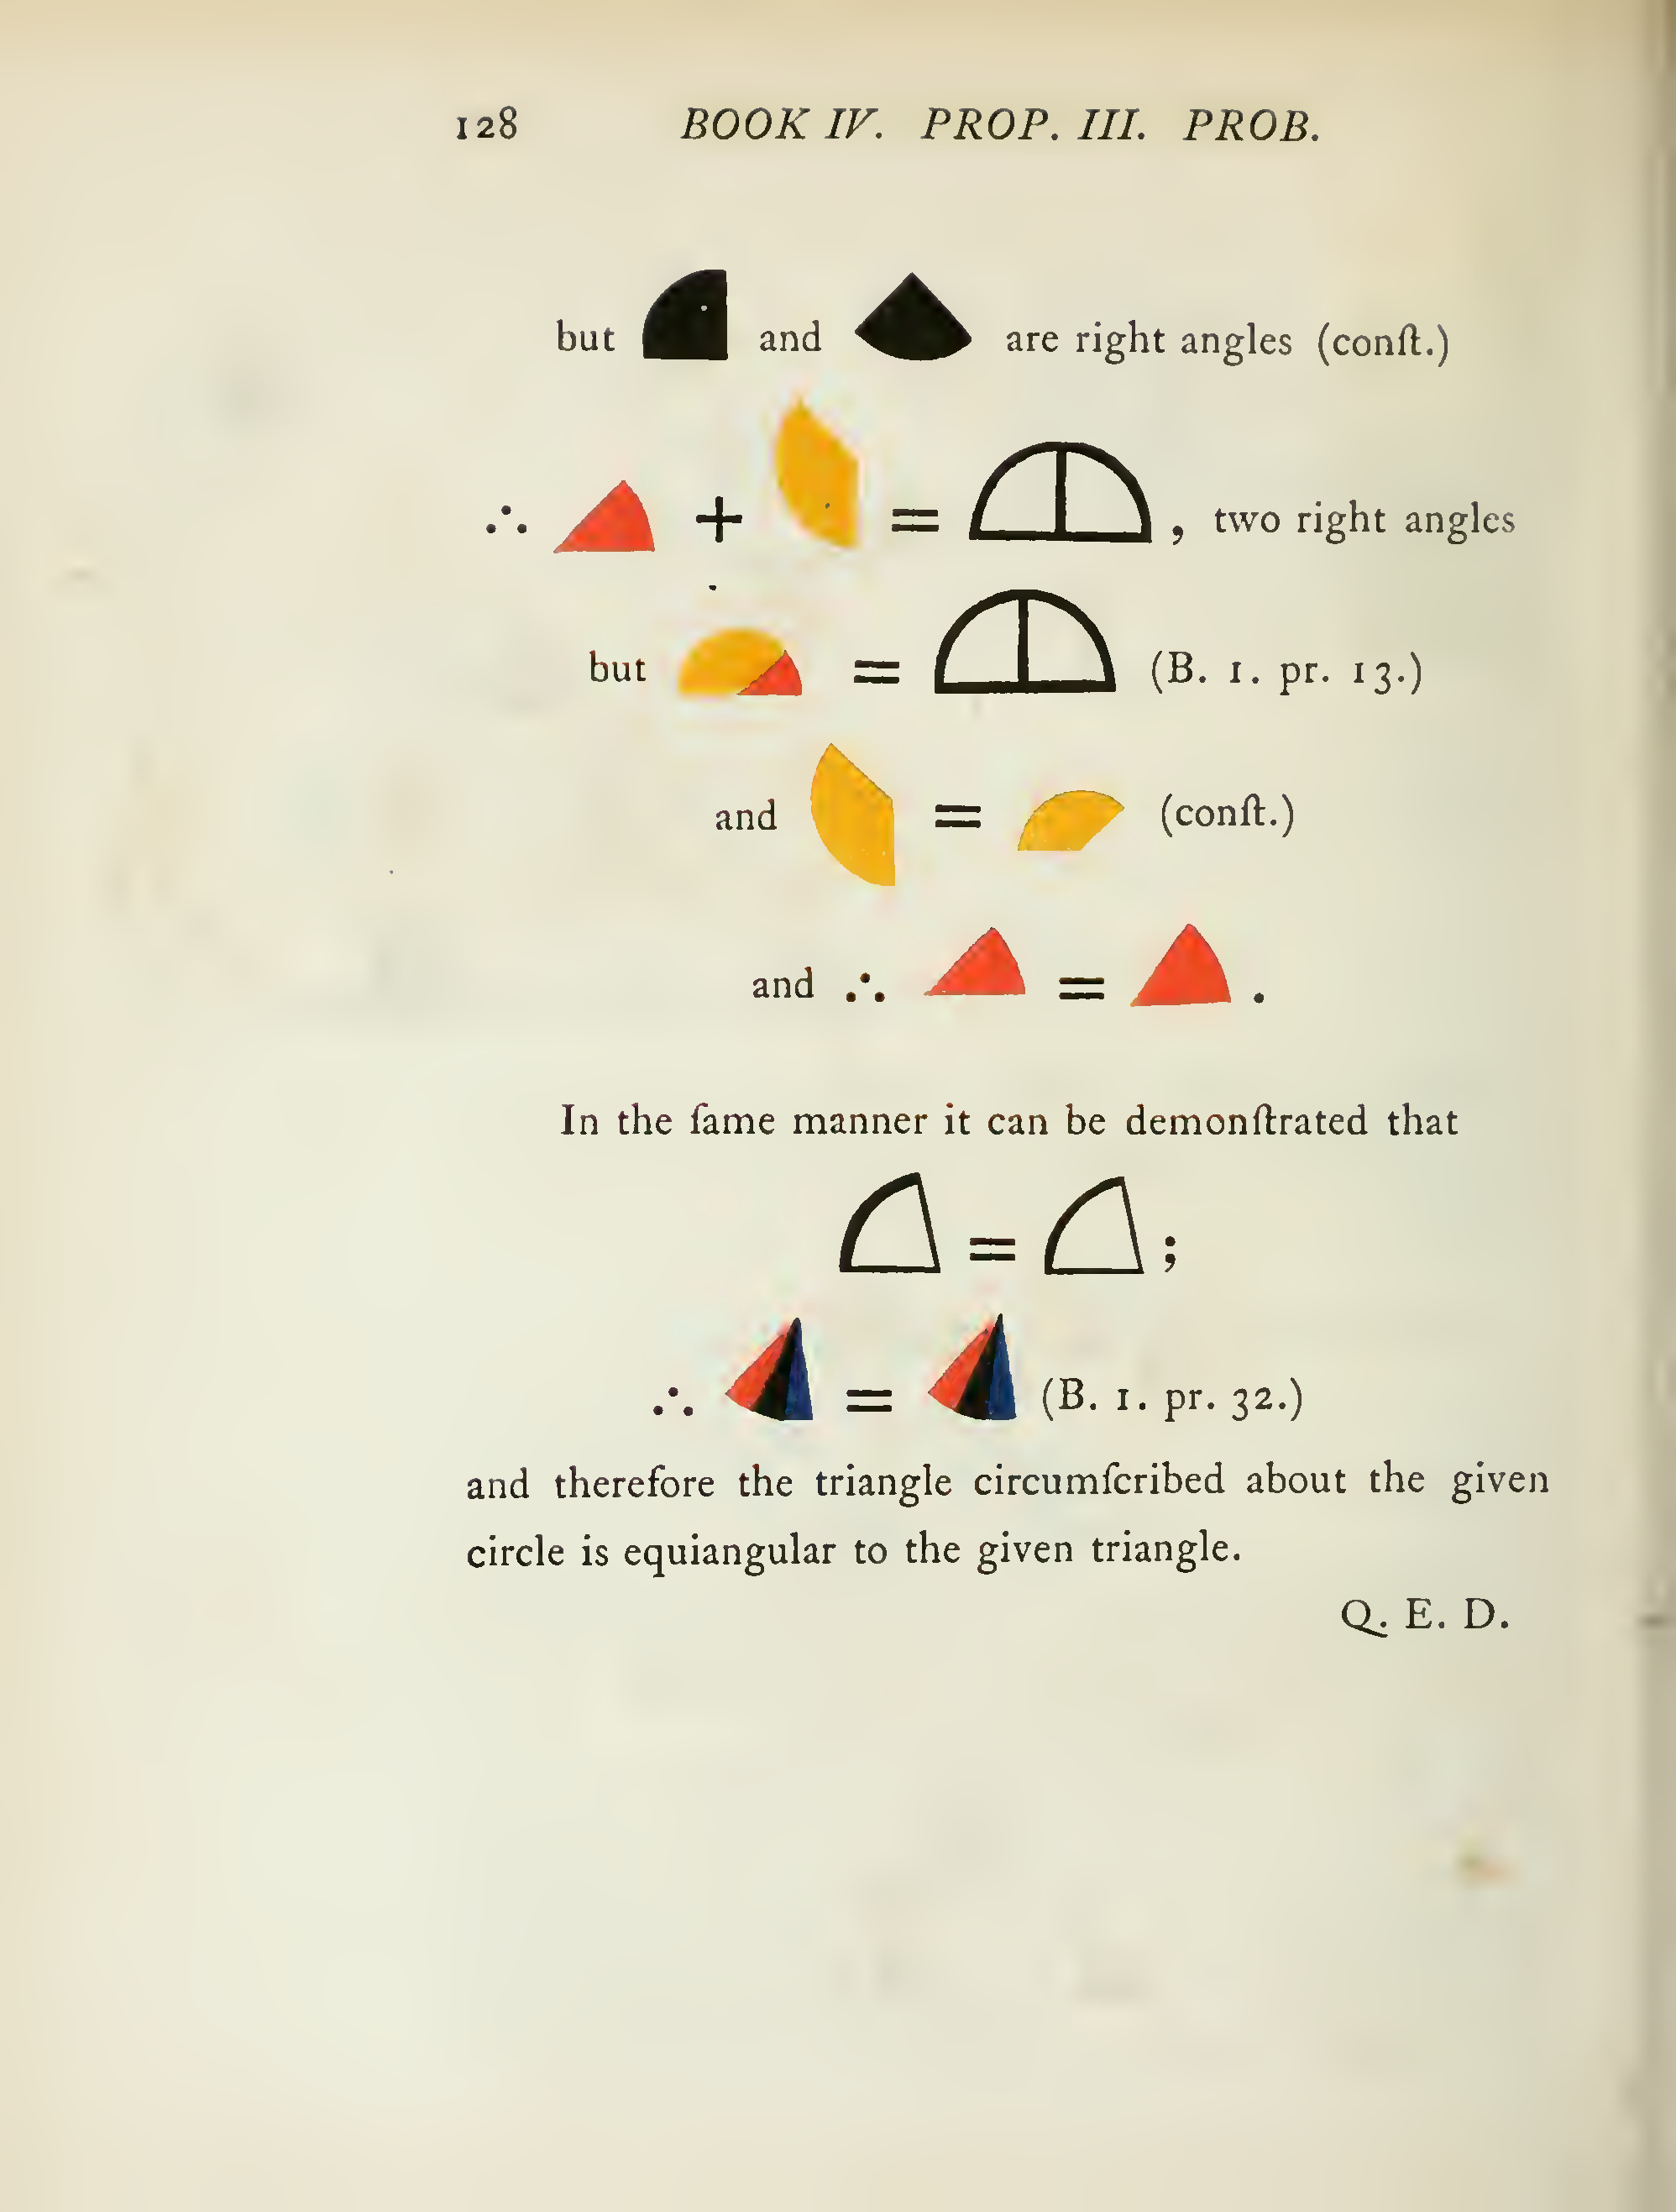 128 BOOK IV. PROP. III. PROB.
but and are right angles (conſt.)
∴ + = , two right angles
but = (B. 1. pr. 13.)
and = (conſt.)
and ∴ = .
In the ſame manner it can be demonſtrated that
= ;
∴ = (B. 1. pr. 32.)
and therefore the triangle circumſcribed about the given
circle is equiangular to the given triangle.
Q. E. D.